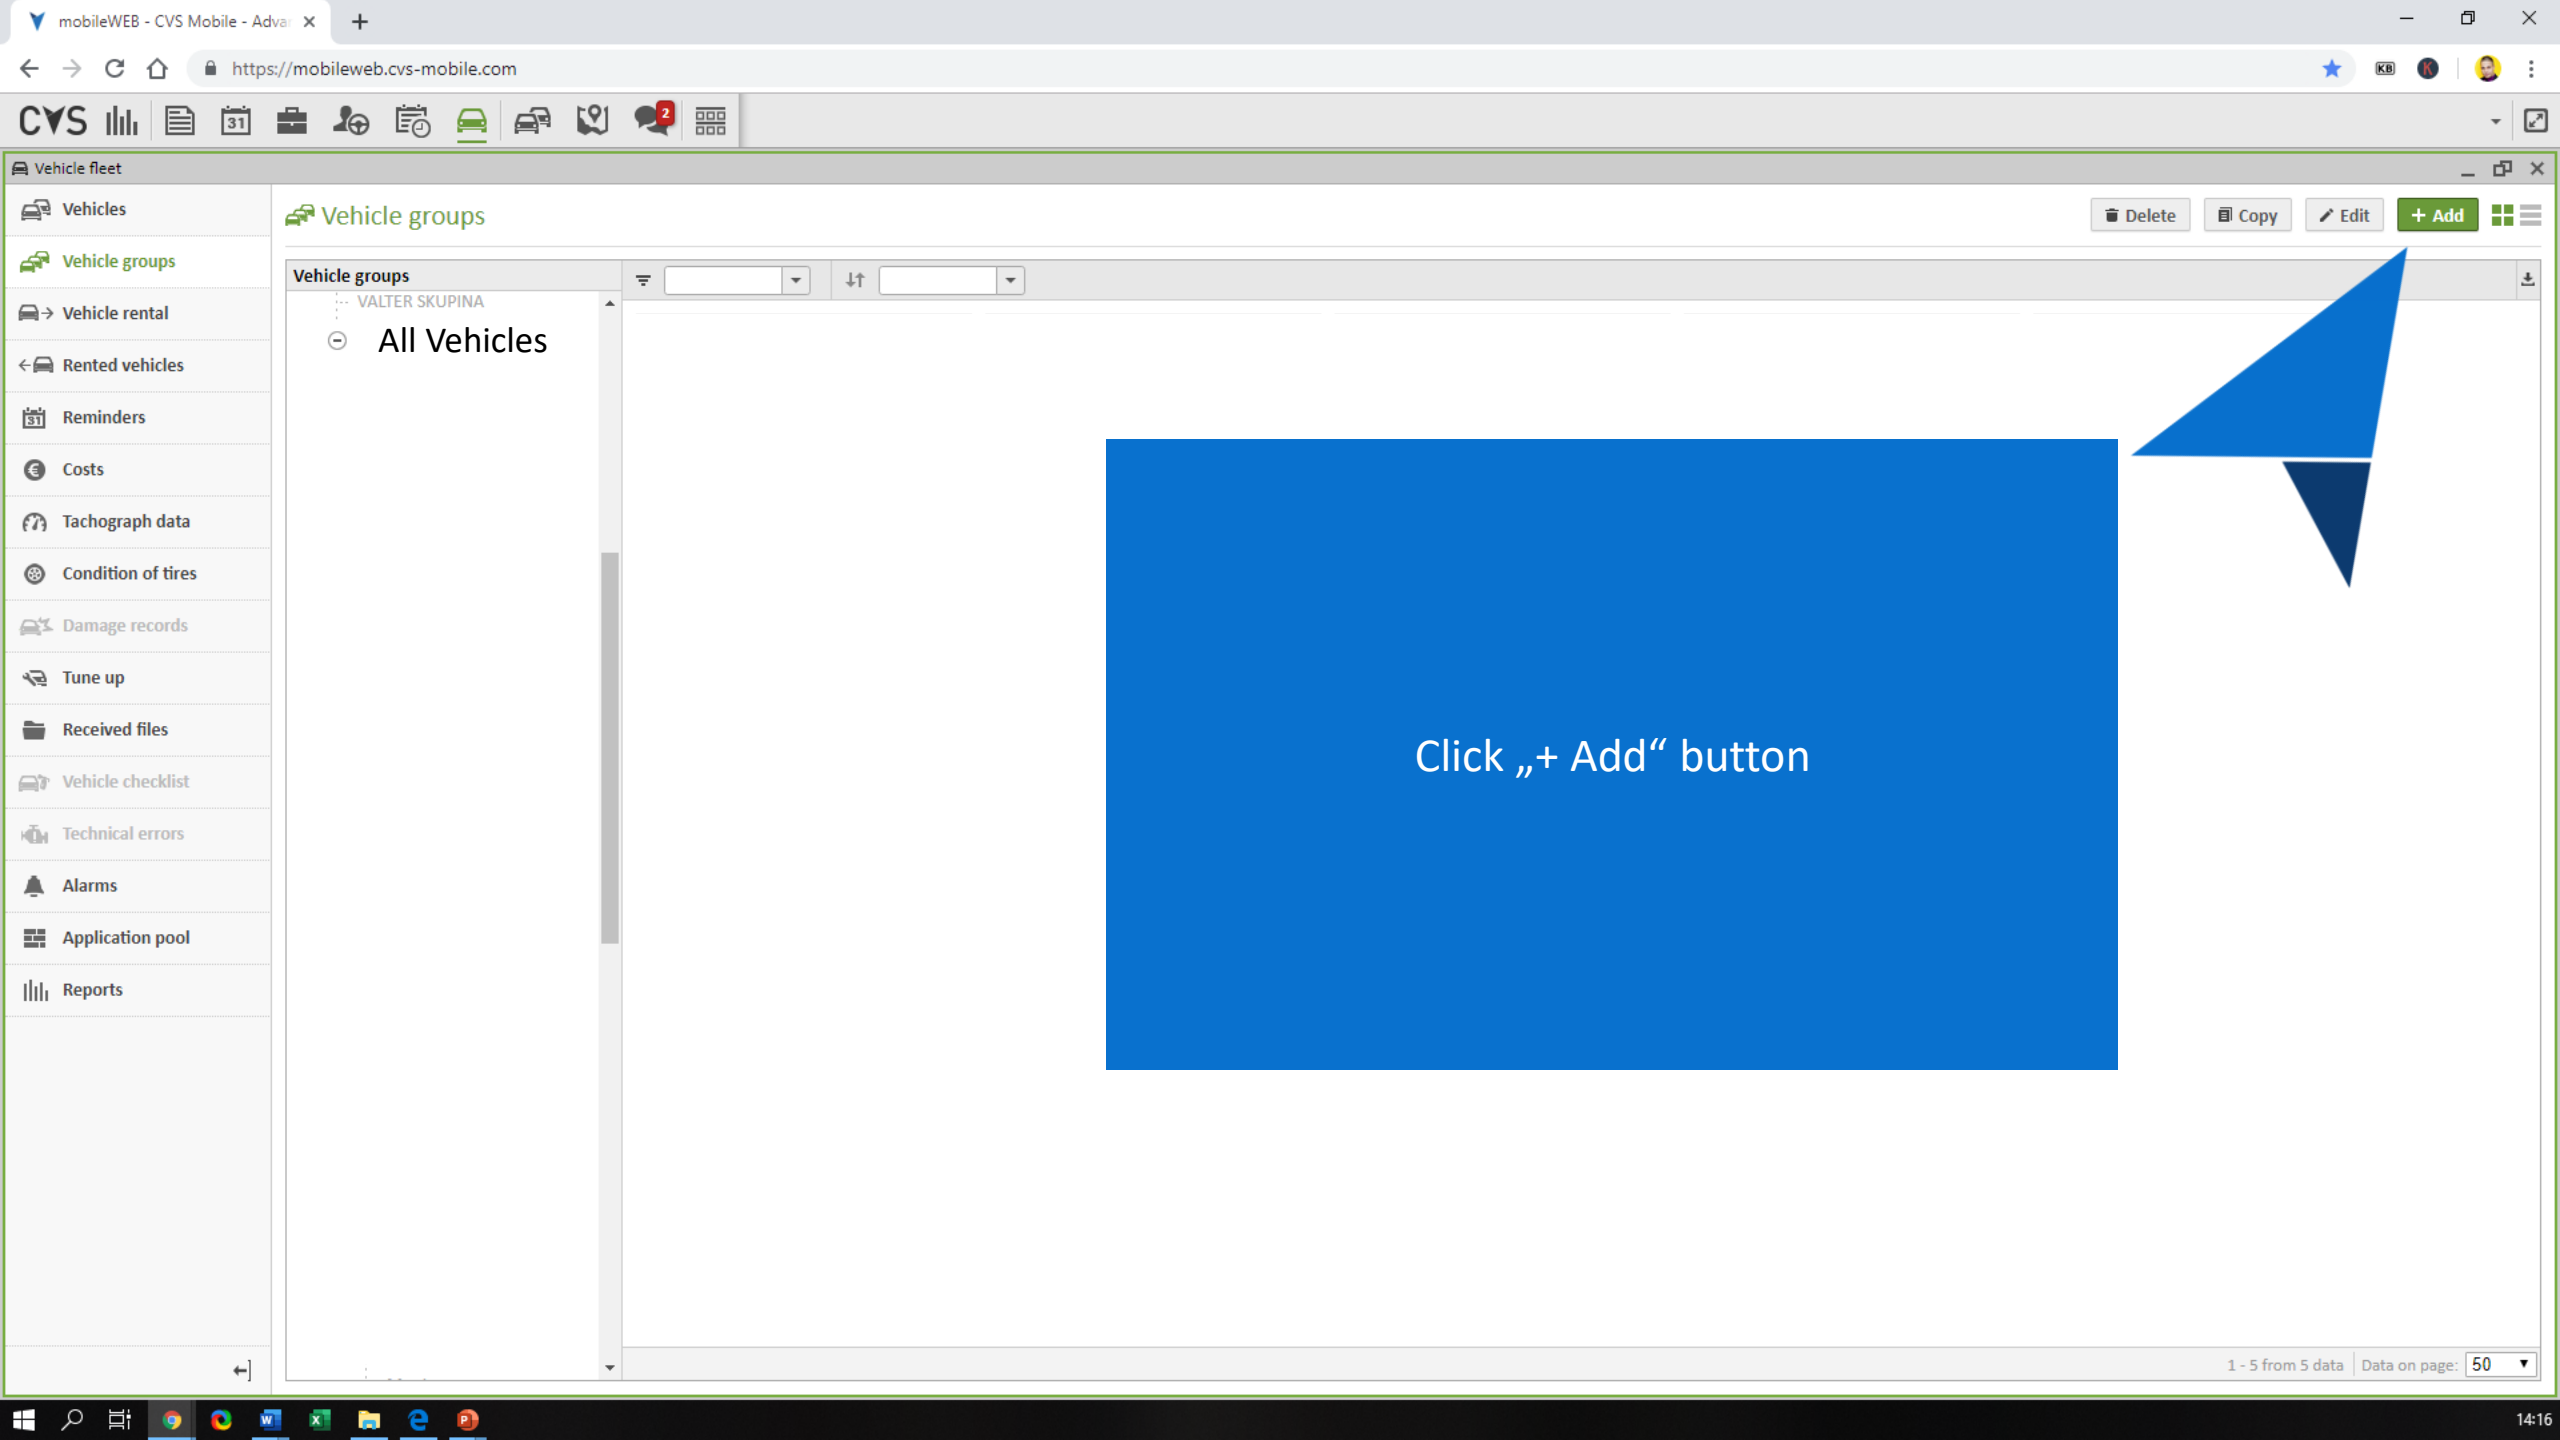 mobileWEB - CVS Mobile - Adva
https://mobileweb.cvs-mobile.com
KB
K
CVS
31
2
Vehicle fleet
Vehicles
Vehicle groups
Vehicle rental
Rented vehicles
31
Reminders
Costs
Tachograph data
Condition of tires
Damage records
Tune up
Received files
Vehicle checklist
Technical errors
Alarms
Application pool
Reports
Vehicle groups
Delete
Copy
Edit
+ Add
Vehicle groups
VALTER SKUPINA
All Vehicles
Click „+ Add“ button
1 - 5 from 5 data
Data on page: 50
14:16